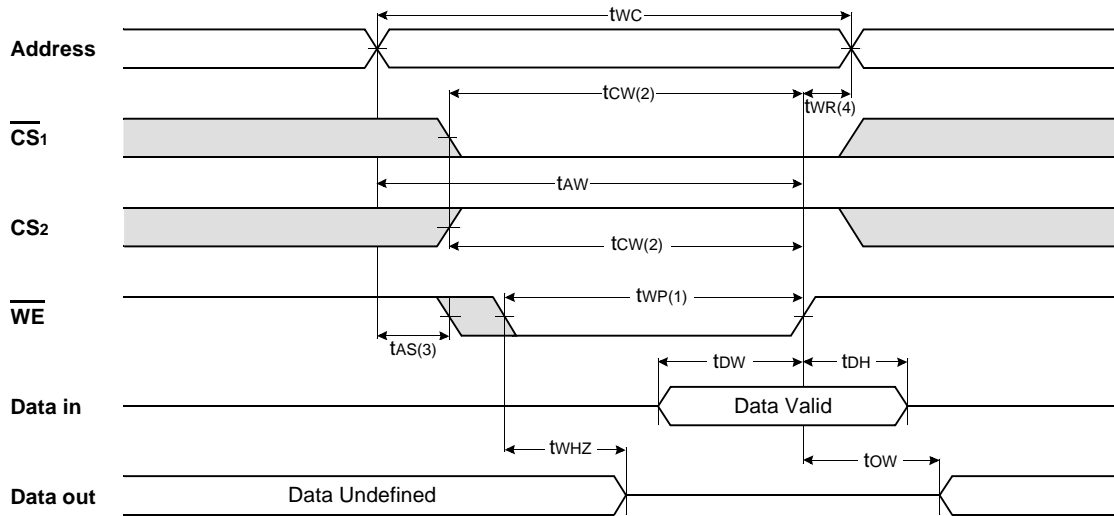 tWC
Address
tCW(2)
tWR(4)
CS1
tAW
CS2
tCW(2)
tWP(1)
WE
tAS(3)
tDW
tDH
Data in
Data Valid
tWHZ
tOW
Data out
Data Undefined